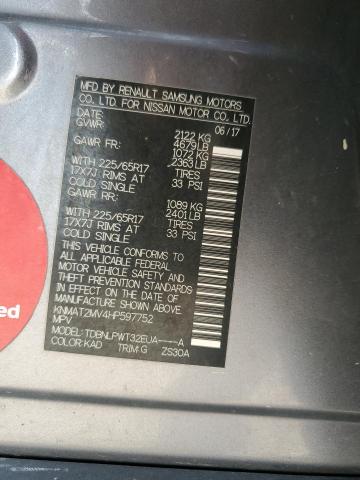 MFD BY RENAULT SAMSUNG MOTORS
CO. LTD. FOR NISSAN MOTOR CO., LTD.
DATE: 06/17
GVWR: 2122 KG
4679 LB
GAWR FR: 1072 KG
2363 LB
WITH 225/65R17 TIRES
17X7J RIMS AT 33 PSI
COLD SINGLE
GAWR RR: 1089 KG
2401 LB
WITH 225/65R17 TIRES
17X7J RIMS AT 33 PSI
COLD SINGLE
THIS VEHICLE CONFORMS TO
ALL APPLICABLE FEDERAL
MOTOR VEHICLE SAFETY AND
THEFT PREVENTION STANDARDS
IN EFFECT ON THE DATE OF
MANUFACTURE SHOWN ABOVE.
KNMAT2MV4HP597752
MPV
MODEL: TDBNLPWT32EUA----A
COLOR: KAD TRIM: G ZS30A